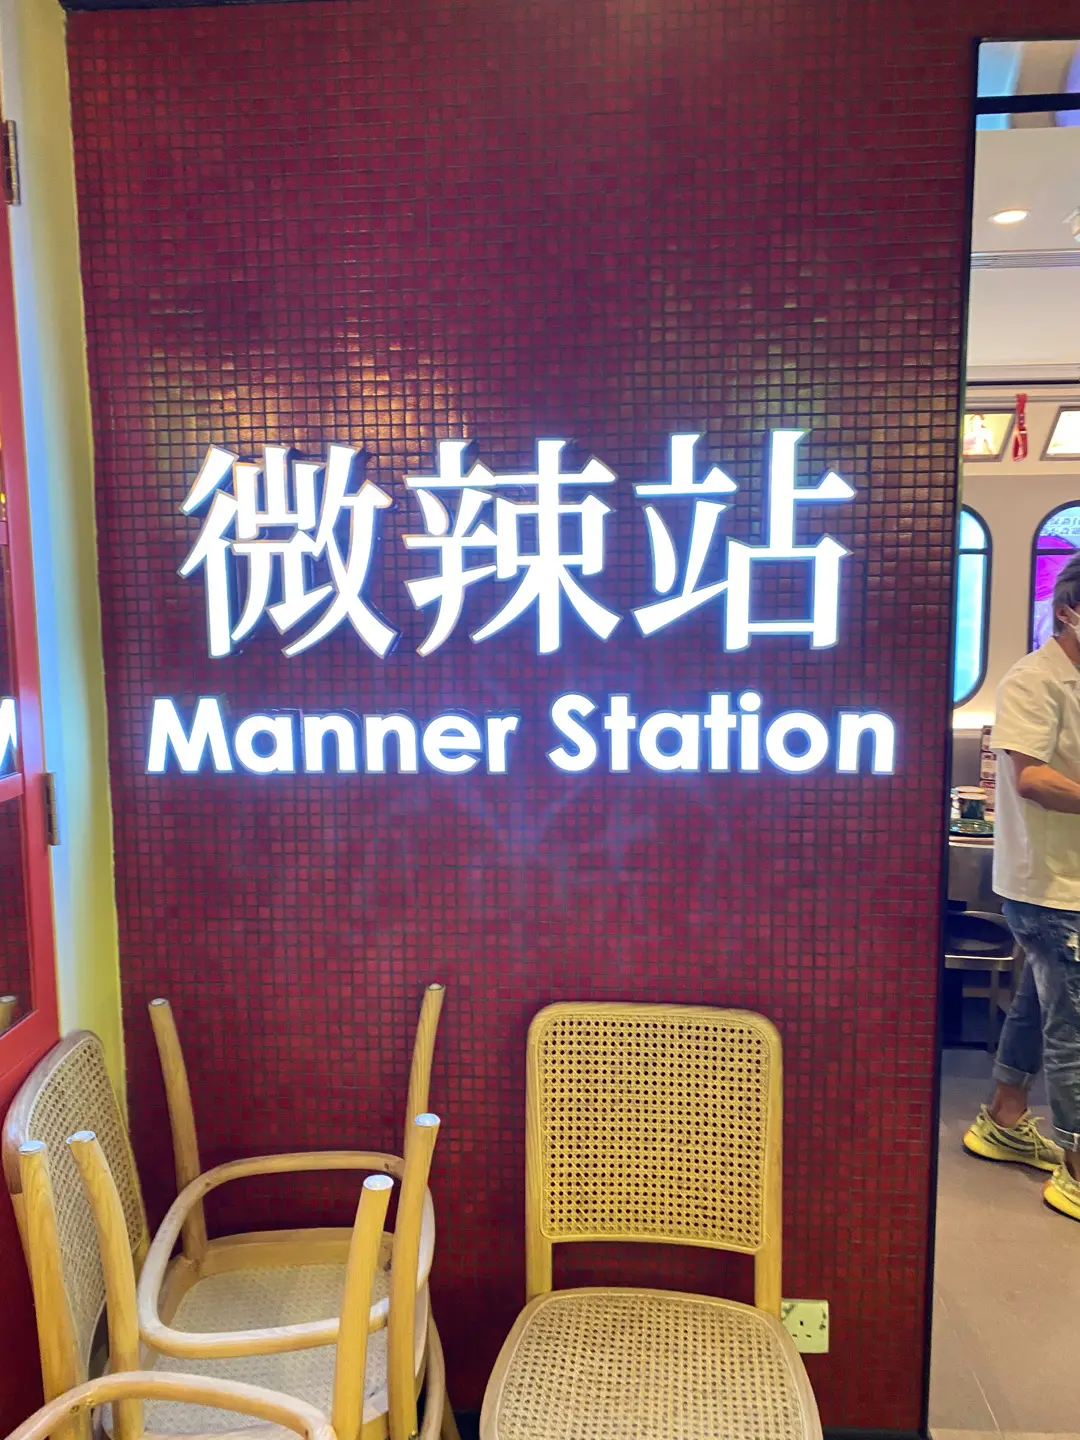 微辣站
Manner Station